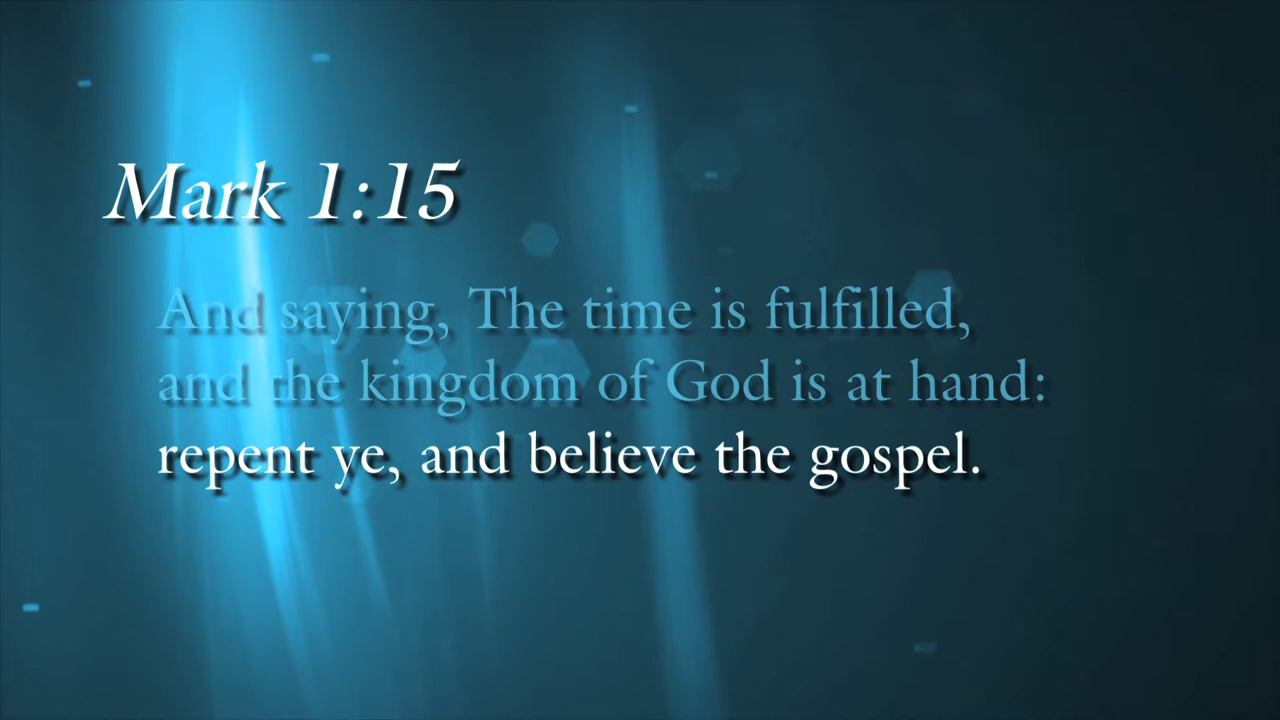 Mark 1:15
And saying, The time is fulfilled,
and the kingdom of God is at hand:
repent ye, and believe the gospel.